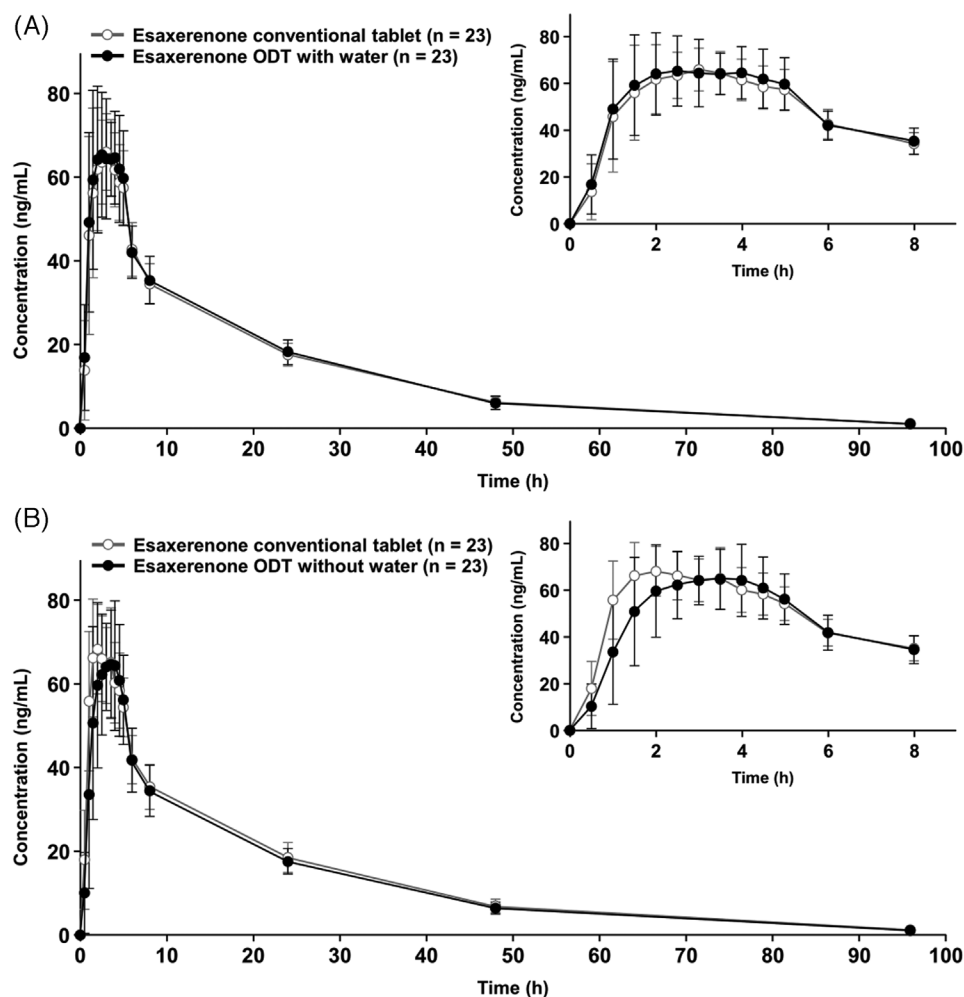 (A)
Esaxerenone conventional tablet (n = 23)
Esaxerenone ODT with water (n = 23)
Concentration (ng/mL)
80
60
40
20
0
0 10 20 30 40 50 60 70 80 90 100
Time (h)
Concentration (ng/mL)
80
60
40
20
0
0 2 4 6 8
Time (h)
(B)
Esaxerenone conventional tablet (n = 23)
Esaxerenone ODT without water (n = 23)
Concentration (ng/mL)
80
60
40
20
0
0 10 20 30 40 50 60 70 80 90 100
Time (h)
Concentration (ng/mL)
80
60
40
20
0
0 2 4 6 8
Time (h)